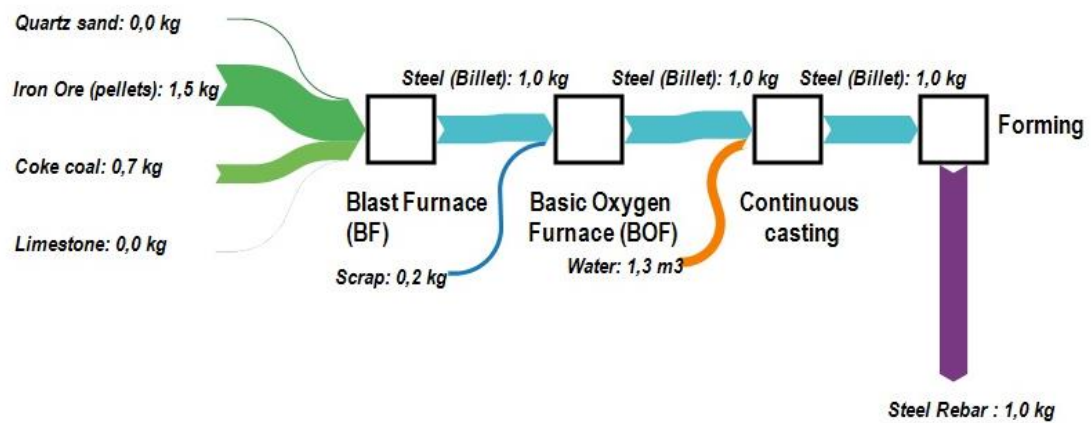 Quartz sand: 0,0 kg
Iron Ore (pellets): 1,5 kg
Coke coal: 0,7 kg
Limestone: 0,0 kg
Steel (Billet): 1,0 kg
Steel (Billet): 1,0 kg
Steel (Billet): 1,0 kg
Forming
Blast Furnace
(BF)
Basic Oxygen
Furnace (BOF)
Continuous
casting
Scrap: 0,2 kg
Water: 1,3 m3
Steel Rebar : 1,0 kg